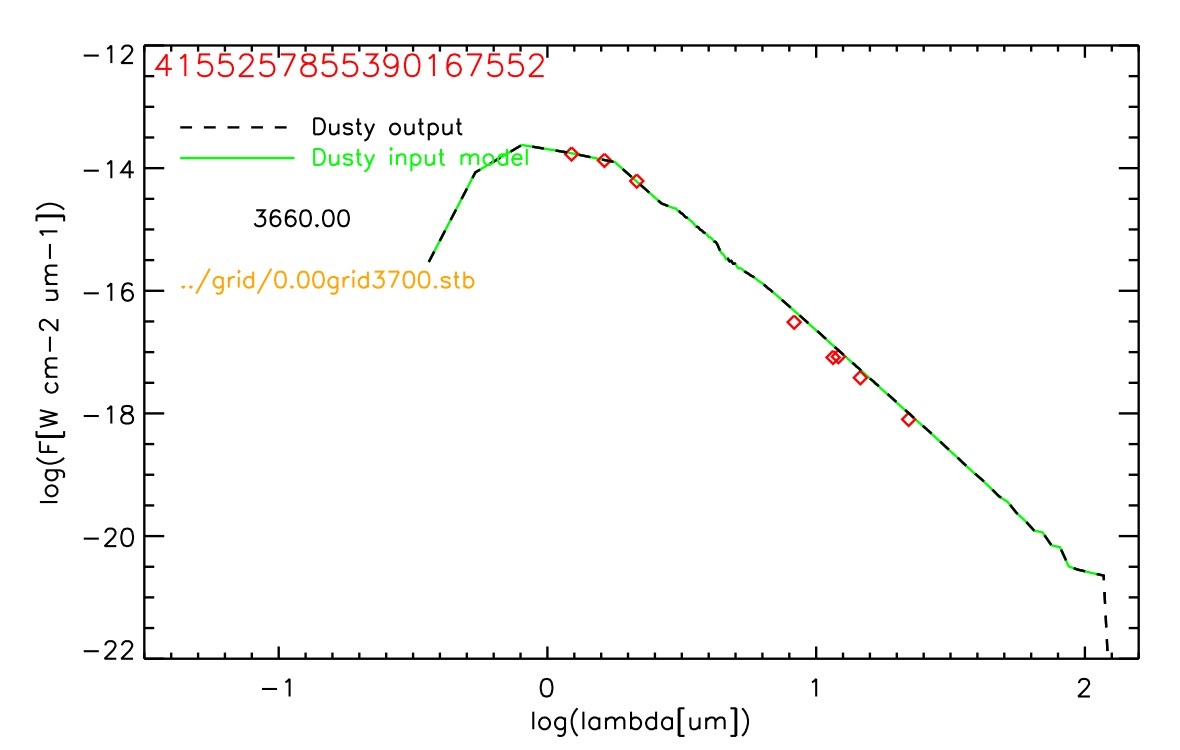 4155257855390167552
Dusty output
Dusty input model
3660.00
../grid/0.00grid3700.stb
log(F[W cm-2 um-1])
-12
-14
-16
-18
-20
-22
-1
0
1
2
log(lambda[um])